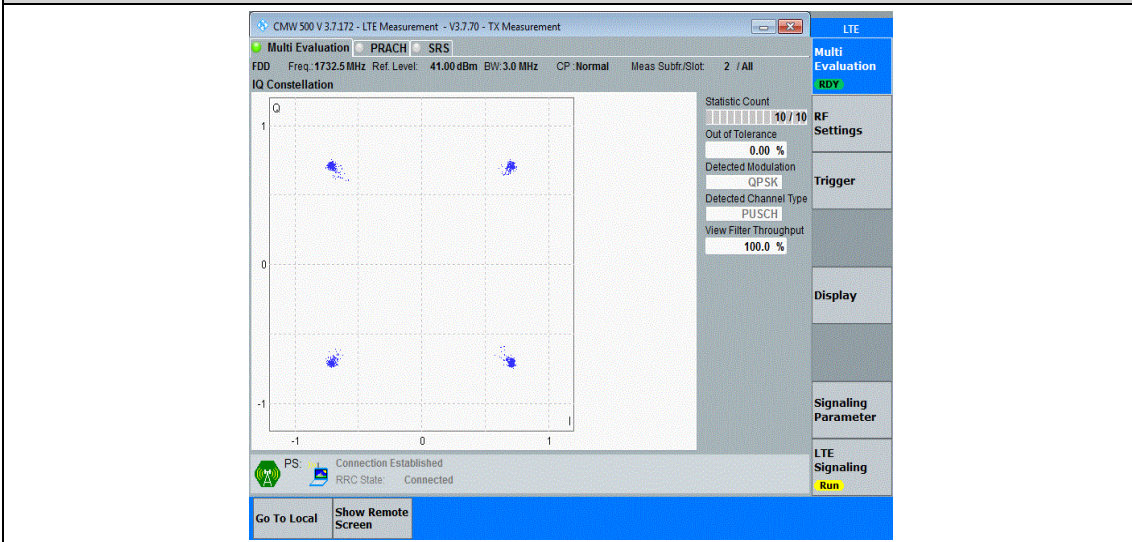 CMW 500 V 3.7.172 - LTE Measurement - V3.7.70 - TX Measurement
LTE
Multi Evaluation PRACH SRS
Multi
Evaluation
RDY
FDD Freq.:1732.5 MHz Ref. Level: 41.00 dBm BW:3.0 MHz CP :Normal Meas Subfr./Slot: 2 / All
IQ Constellation
Q
1
0
-1
-1 0 1
I
Statistic Count
10 / 10
Out of Tolerance
0.00 %
Detected Modulation
QPSK
Detected Channel Type
PUSCH
View Filter Throughput
100.0 %
RF
Settings
Trigger
Display
Signaling
Parameter
LTE
Signaling
Run
PS: Connection Established
RRC State: Connected
Go To Local
Show Remote
Screen